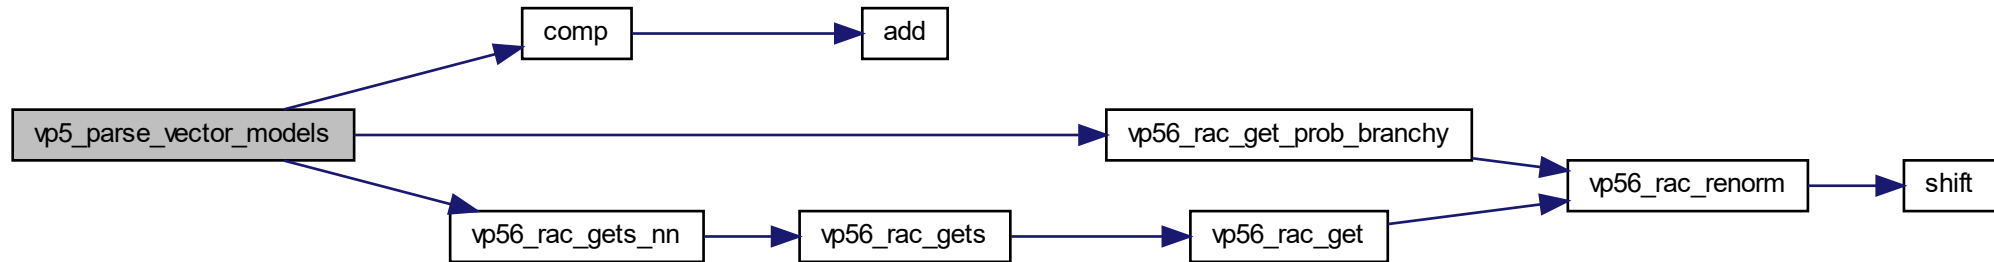 comp
add
vp5_parse_vector_models
vp56_rac_get_prob_branchy
vp56_rac_renorm
shift
vp56_rac_gets_nn
vp56_rac_gets
vp56_rac_get